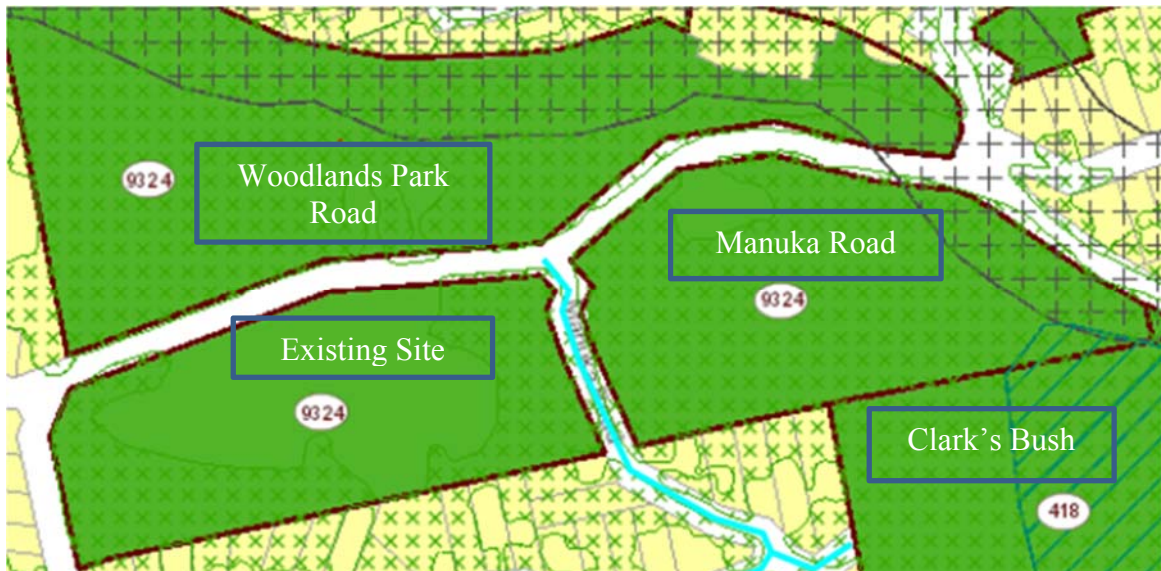 9324
Woodlands Park
Road
Manuka Road
9324
Existing Site
9324
Clark's Bush
418